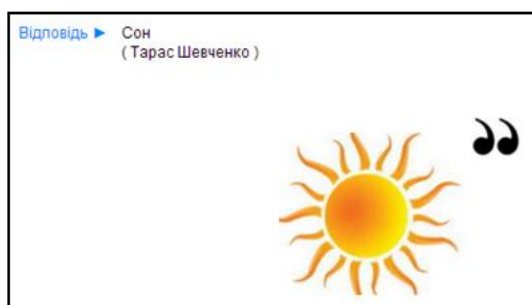 Відповідь ► Сон
( Тарас Шевченко )
”